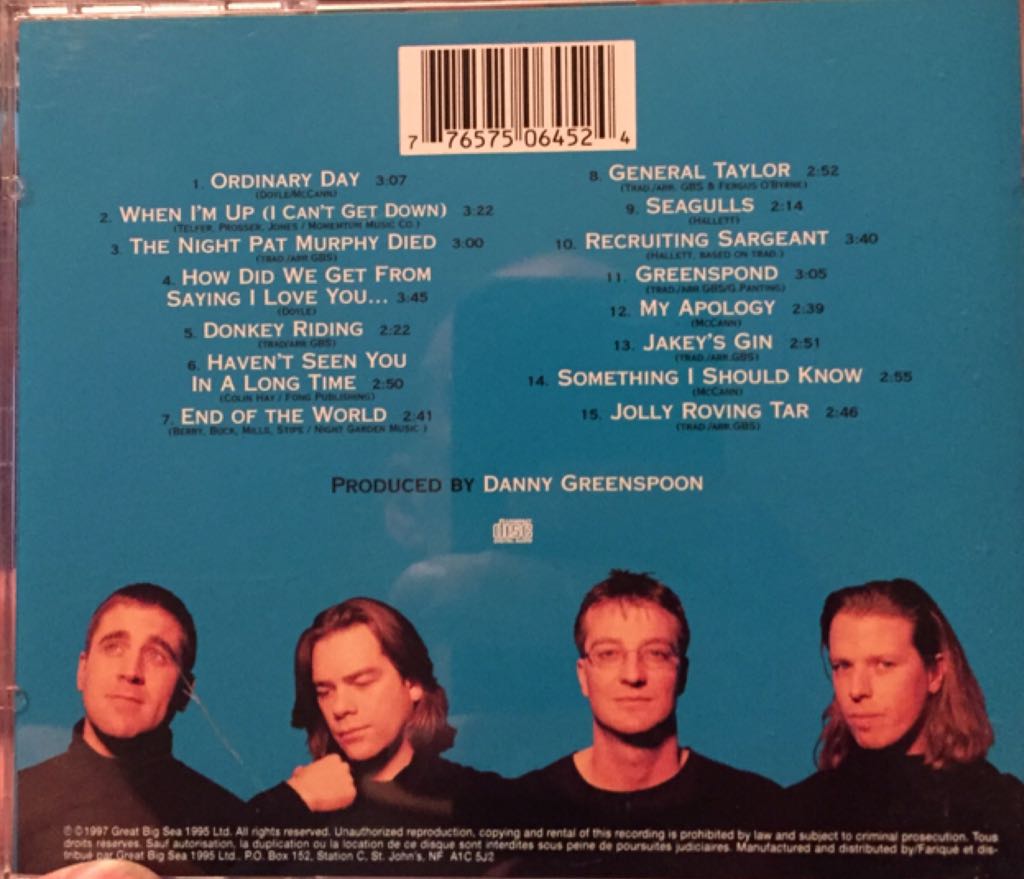 7 76575 06452 4
1. ORDINARY DAY 3:07
(DOYLE/MCCANN)
2. WHEN I'M UP (I CAN'T GET DOWN) 3:22
(TELFER, PROSSER, JONES / MOMENTUM MUSIC CO.)
3. THE NIGHT PAT MURPHY DIED 3:00
(TRAD./ARR.GBS)
4. HOW DID WE GET FROM
SAYING I LOVE YOU... 3:45
(DOYLE)
5. DONKEY RIDING 2:22
(TRAD/ARR.GBS)
6. HAVEN'T SEEN YOU
IN A LONG TIME 2:50
(COLIN HAY / FONG PUBLISHING)
7. END OF THE WORLD 2:41
(BERRY, BUCK, MILLS, STIPE / NIGHT GARDEN MUSIC )
8. GENERAL TAYLOR 2:52
(TRAD./ARR. GBS & FERGUS O'BYRNE)
9. SEAGULLS 2:14
(HALLETT)
10. RECRUITING SARGEANT 3:40
(HALLETT, BASED ON TRAD.)
11. GREENSPOND 3:05
(TRAD./ARR.GBS/G.PANTING)
12. MY APOLOGY 2:39
(MCCANN)
13. JAKEY'S GIN 2:51
(TRAD./ARR.GBS)
14. SOMETHING I SHOULD KNOW 2:55
(MCCANN)
15. JOLLY ROVING TAR 2:46
(TRAD./ARR.GBS)
PRODUCED BY DANNY GREENSPOON
disc
℗ ©1997 Great Big Sea 1995 Ltd. All rights reserved. Unauthorized reproduction, copying and rental of this recording is prohibited by law and subject to criminal prosecution. Tous
droits réserves. Sauf autorisation, la duplication ou la location de ce disque sont interdites sous peine de poursuites judiciaires. Manufactured and distributed by/Fariqué et dis-
tribué par Great Big Sea 1995 Ltd., P.O. Box 152, Station C, St. John's, NF A1C 5J2